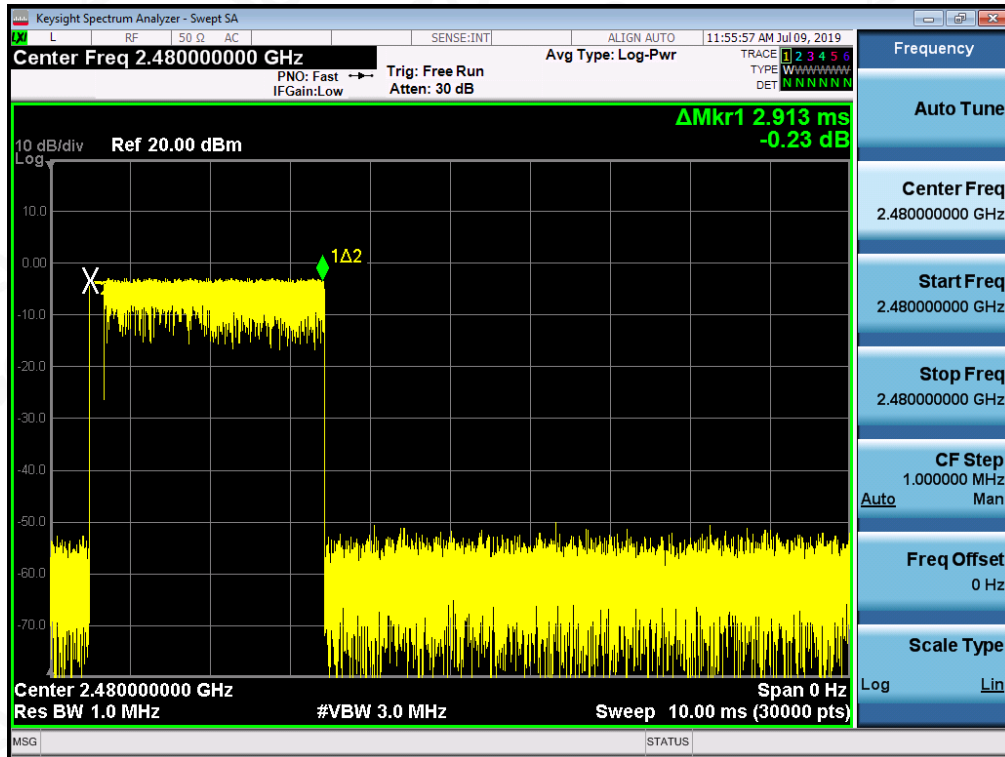 Keysight Spectrum Analyzer - Swept SA
LXI L RF 50 Ω AC SENSE:INT ALIGN AUTO 11:55:57 AM Jul 09, 2019
Center Freq 2.480000000 GHz
PNO: Fast
IFGain:Low
Trig: Free Run
Atten: 30 dB
Avg Type: Log-Pwr
TRACE 1 2 3 4 5 6
TYPE WWWWWW
DET N N N N N N
ΔMkr1 2.913 ms
-0.23 dB
10 dB/div Ref 20.00 dBm
Log
10.0
0.00
-10.0
-20.0
-30.0
-40.0
-50.0
-60.0
-70.0
1Δ2
Center 2.480000000 GHz Span 0 Hz
Res BW 1.0 MHz #VBW 3.0 MHz Sweep 10.00 ms (30000 pts)
MSG STATUS
Frequency
Auto Tune
Center Freq
2.480000000 GHz
Start Freq
2.480000000 GHz
Stop Freq
2.480000000 GHz
CF Step
1.000000 MHz
Auto Man
Freq Offset
0 Hz
Scale Type
Log Lin